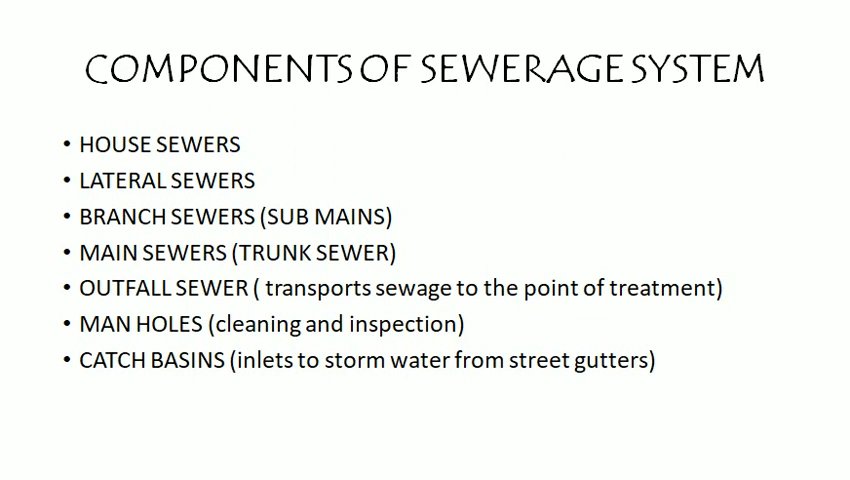 COMPONENTS OF SEWERAGE SYSTEM
• HOUSE SEWERS
• LATERAL SEWERS
• BRANCH SEWERS (SUB MAINS)
• MAIN SEWERS (TRUNK SEWER)
• OUTFALL SEWER ( transports sewage to the point of treatment)
• MAN HOLES (cleaning and inspection)
• CATCH BASINS (inlets to storm water from street gutters)